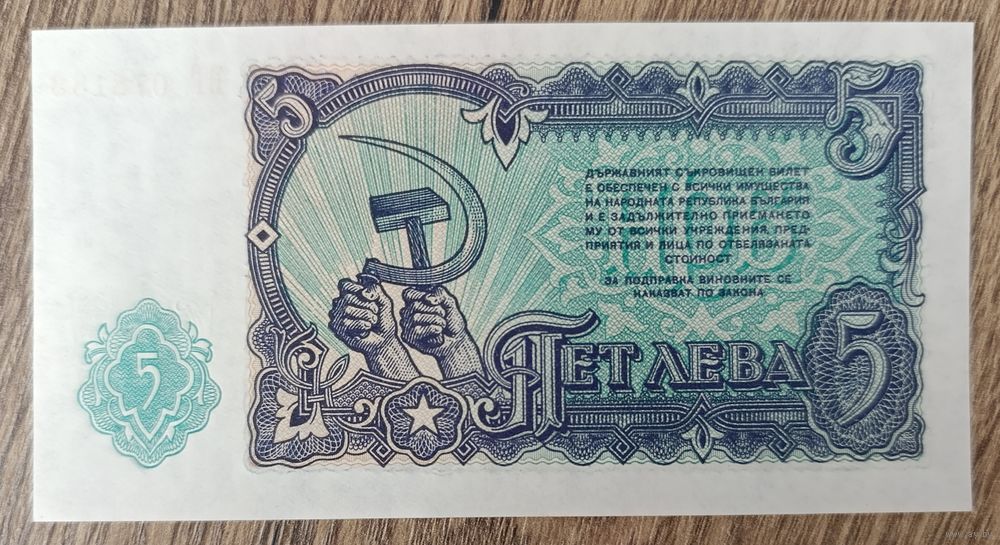 5
5
ДЪРЖАВНИЯТ СЪКРОВИЩЕН БИЛЕТ
Е ОБЕСПЕЧЕН С ВСИЧКИ ИМУЩЕСТВА
НА НАРОДНАТА РЕПУБЛИКА БЪЛГАРИЯ
И Е ЗАДЪЛЖИТЕЛНО ПРИЕМАНЕТО
МУ ОТ ВСИЧКИ УЧРЕЖДЕНИЯ, ПРЕД-
ПРИЯТИЯ И ЛИЦА ПО ОТБЕЛЯЗАНАТА
СТОЙНОСТ
ЗА ПОДПРАВКА ВИНОВНИТЕ СЕ
НАКАЗВАТ ПО ЗАКОНА
5
ПЕТ ЛЕВА
5